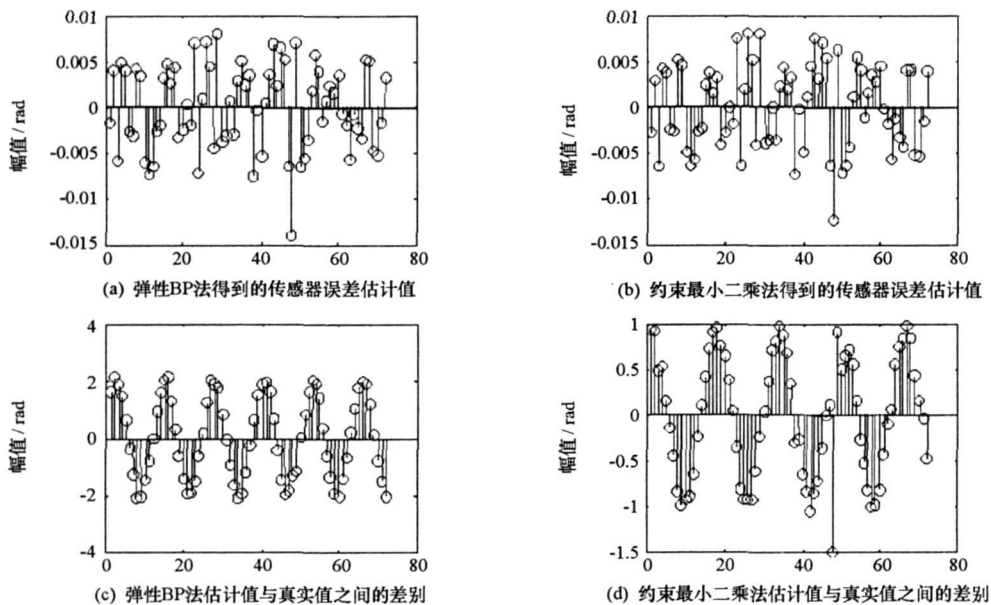 0.01
0.005
0
-0.005
-0.01
-0.015
0 20 40 60 80
幅值 / rad
(a) 弹性BP法得到的传感器误差估计值
0.01
0.005
0
-0.005
-0.01
-0.015
0 20 40 60 80
幅值 / rad
(b) 约束最小二乘法得到的传感器误差估计值
4
2
0
-2
-4
0 20 40 60 80
幅值 / rad
(c) 弹性BP法估计值与真实值之间的差别
1
0.5
0
-0.5
-1
-1.5
0 20 40 60 80
幅值 / rad
(d) 约束最小二乘法估计值与真实值之间的差别